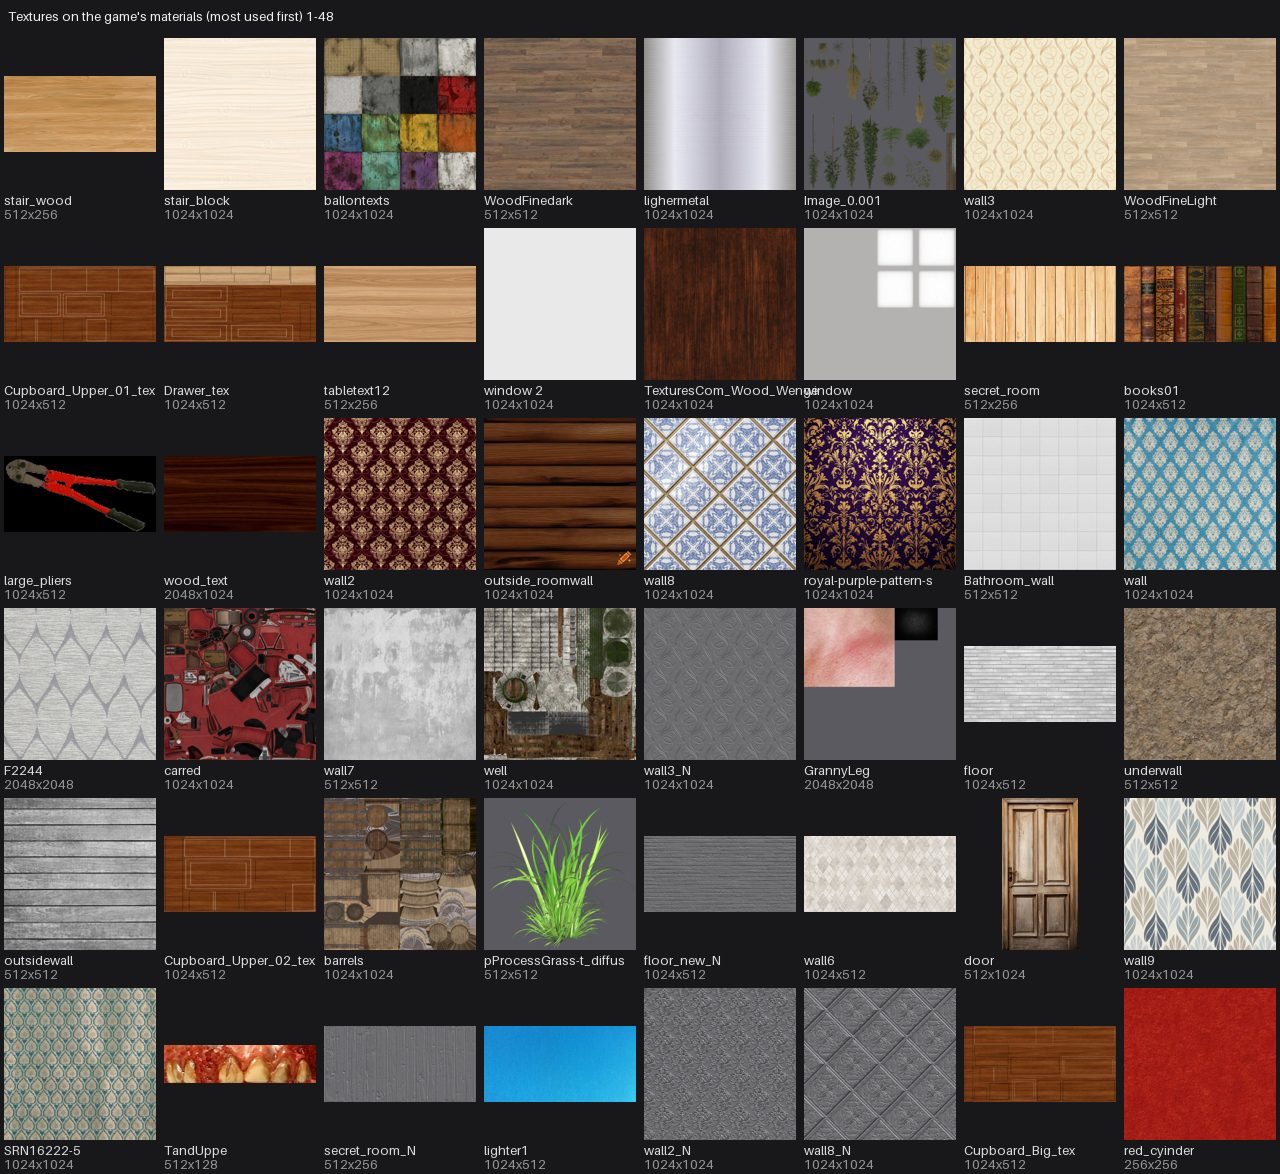 Textures on the game's materials (most used first) 1-48
stair_wood
512x256
stair_block
1024x1024
ballontexts
1024x1024
WoodFinedark
512x512
lighermetal
1024x1024
Image_0.001
1024x1024
wall3
1024x1024
WoodFineLight
512x512
Cupboard_Upper_01_tex
1024x512
Drawer_tex
1024x512
tabletext12
512x256
window 2
1024x1024
TexturesCom_Wood_Wenge
1024x1024
window
1024x1024
secret_room
512x256
books01
1024x512
large_pliers
1024x512
wood_text
2048x1024
wall2
1024x1024
outside_roomwall
1024x1024
wall8
1024x1024
royal-purple-pattern-s
1024x1024
Bathroom_wall
512x512
wall
1024x1024
F2244
2048x2048
carred
1024x1024
wall7
512x512
well
1024x1024
wall3_N
1024x1024
GrannyLeg
2048x2048
floor
1024x512
underwall
512x512
outsidewall
512x512
Cupboard_Upper_02_tex
1024x512
barrels
1024x1024
pProcessGrass-t_diffus
512x512
floor_new_N
1024x512
wall6
1024x512
door
512x1024
wall9
1024x1024
SRN16222-5
1024x1024
TandUppe
512x128
secret_room_N
512x256
lighter1
1024x512
wall2_N
1024x1024
wall8_N
1024x1024
Cupboard_Big_tex
1024x512
red_cyinder
256x256